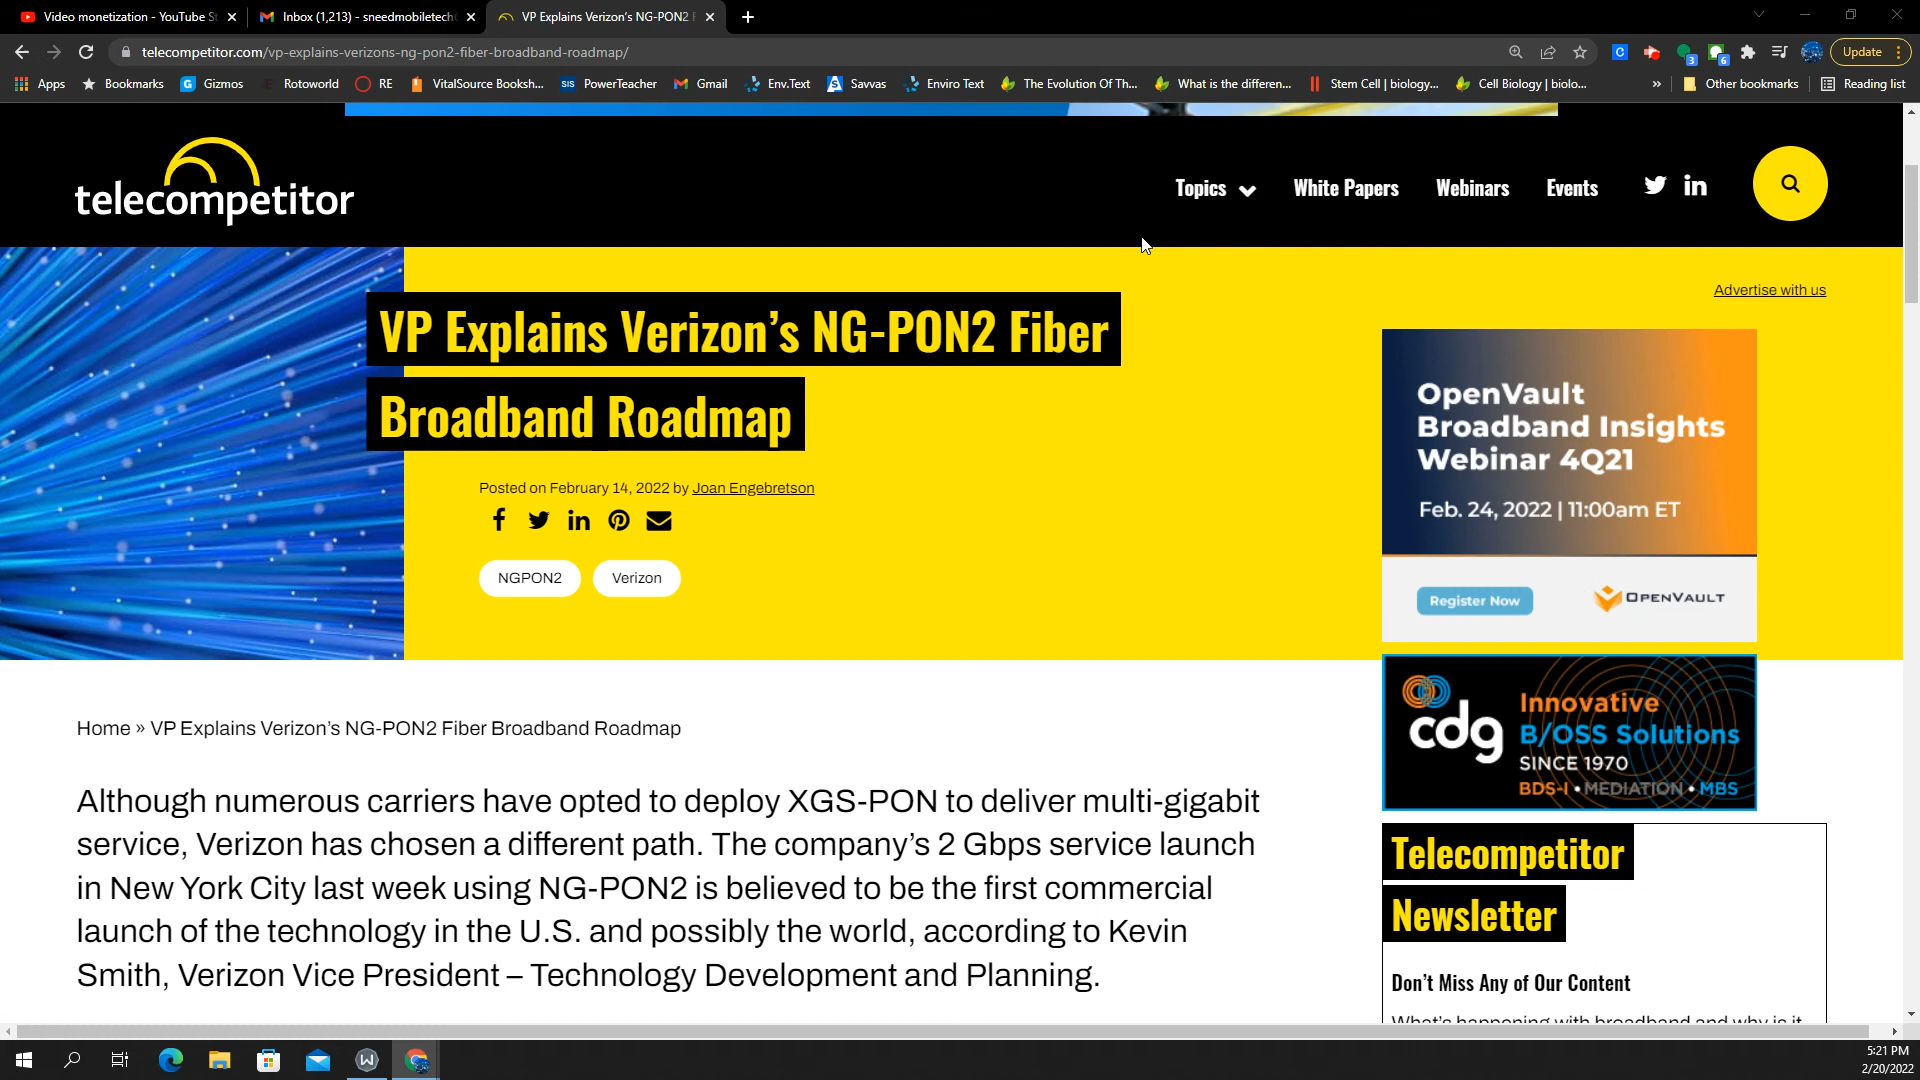 Video monetization - YouTube St
Inbox (1,213) - sneedmobiletech
VP Explains Verizon's NG-PON2 F
telecompetitor.com/vp-explains-verizons-ng-pon2-fiber-broadband-roadmap/
Update
Apps
Bookmarks
Gizmos
Rotoworld
RE
VitalSource Booksh...
SIS PowerTeacher
Gmail
Env.Text
Savvas
Enviro Text
The Evolution Of Th...
What is the differen...
Stem Cell | biology...
Cell Biology | biolo...
»
Other bookmarks
Reading list
telecompetitor
Topics
White Papers
Webinars
Events
Advertise with us
VP Explains Verizon’s NG-PON2 Fiber
Broadband Roadmap
Posted on February 14, 2022 by Joan Engebretson
NGPON2
Verizon
OpenVault
Broadband Insights
Webinar 4Q21
Feb. 24, 2022 | 11:00am ET
Register Now
OPENVAULT
cdg
Innovative
B/OSS Solutions
SINCE 1970
BDS-I • MEDIATION • MBS
Home » VP Explains Verizon’s NG-PON2 Fiber Broadband Roadmap
Although numerous carriers have opted to deploy XGS-PON to deliver multi-gigabit
service, Verizon has chosen a different path. The company’s 2 Gbps service launch
in New York City last week using NG-PON2 is believed to be the first commercial
launch of the technology in the U.S. and possibly the world, according to Kevin
Smith, Verizon Vice President – Technology Development and Planning.
Telecompetitor
Newsletter
Don’t Miss Any of Our Content
What’s happening with broadband and why is it
5:21 PM
2/20/2022